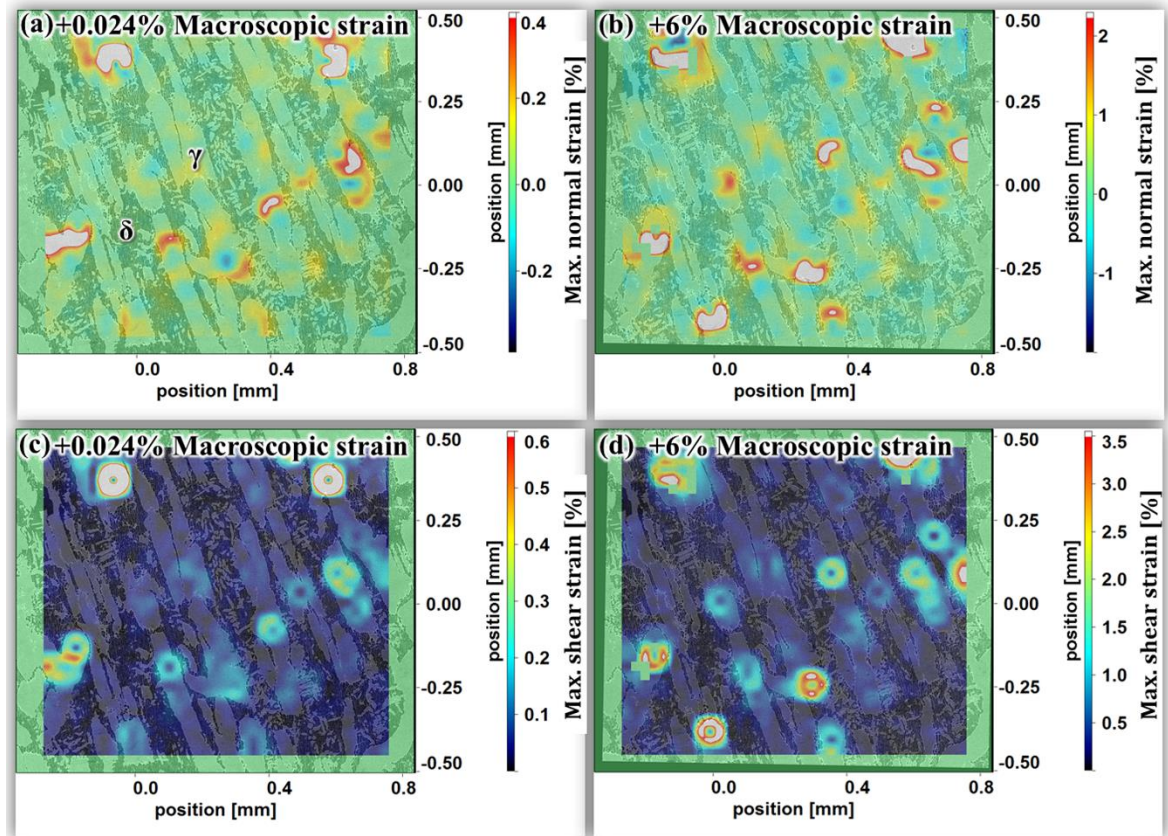 (a) +0.024% Macroscopic strain
γ
δ
0.50
0.25
0.00
-0.25
-0.50
position [mm]
0.0
0.4
0.8
position [mm]
0.4
0.2
0.0
-0.2
Max. normal strain [%]
(b) +6% Macroscopic strain
0.50
0.25
0.00
-0.25
-0.50
position [mm]
0.0
0.4
0.8
position [mm]
2
1
0
-1
Max. normal strain [%]
(c) +0.024% Macroscopic strain
0.50
0.25
0.00
-0.25
-0.50
position [mm]
0.0
0.4
0.8
position [mm]
0.6
0.5
0.4
0.3
0.2
0.1
Max. shear strain [%]
(d) +6% Macroscopic strain
0.50
0.25
0.00
-0.25
-0.50
position [mm]
0.0
0.4
0.8
position [mm]
3.5
3.0
2.5
2.0
1.5
1.0
0.5
Max. shear strain [%]